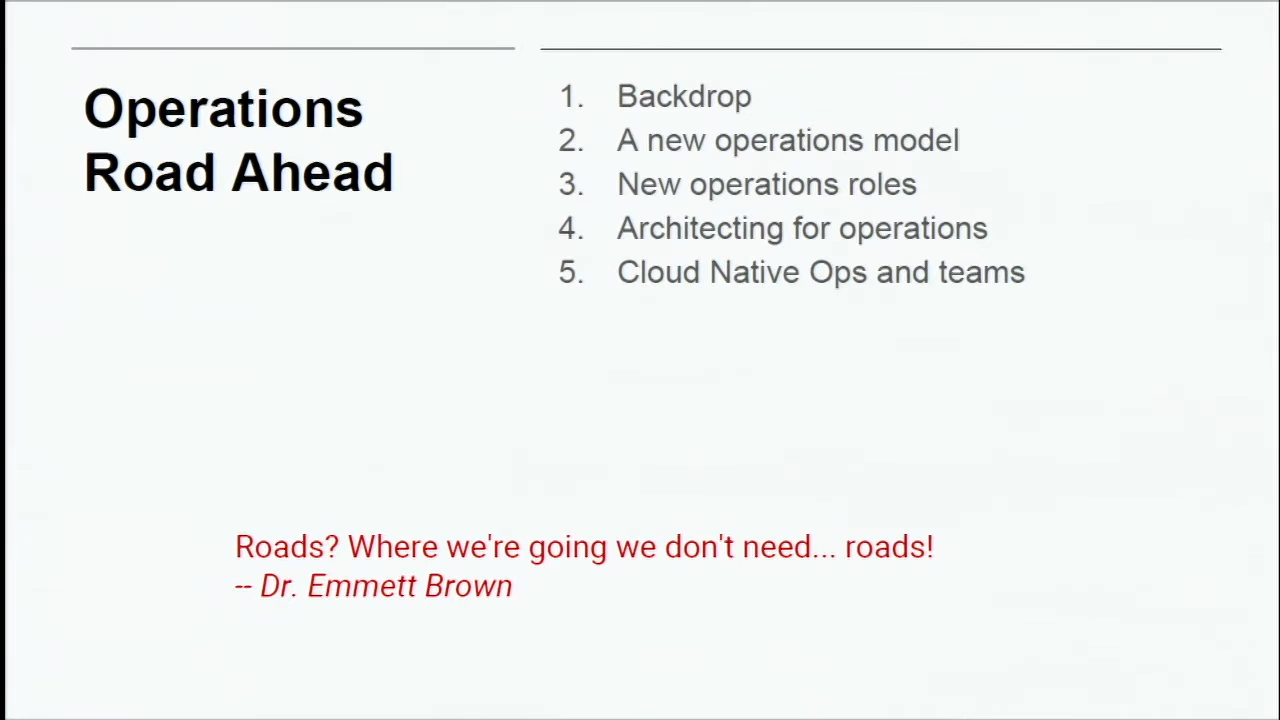 Operations
Road Ahead
1. Backdrop
2. A new operations model
3. New operations roles
4. Architecting for operations
5. Cloud Native Ops and teams
Roads? Where we're going we don't need... roads!
-- Dr. Emmett Brown